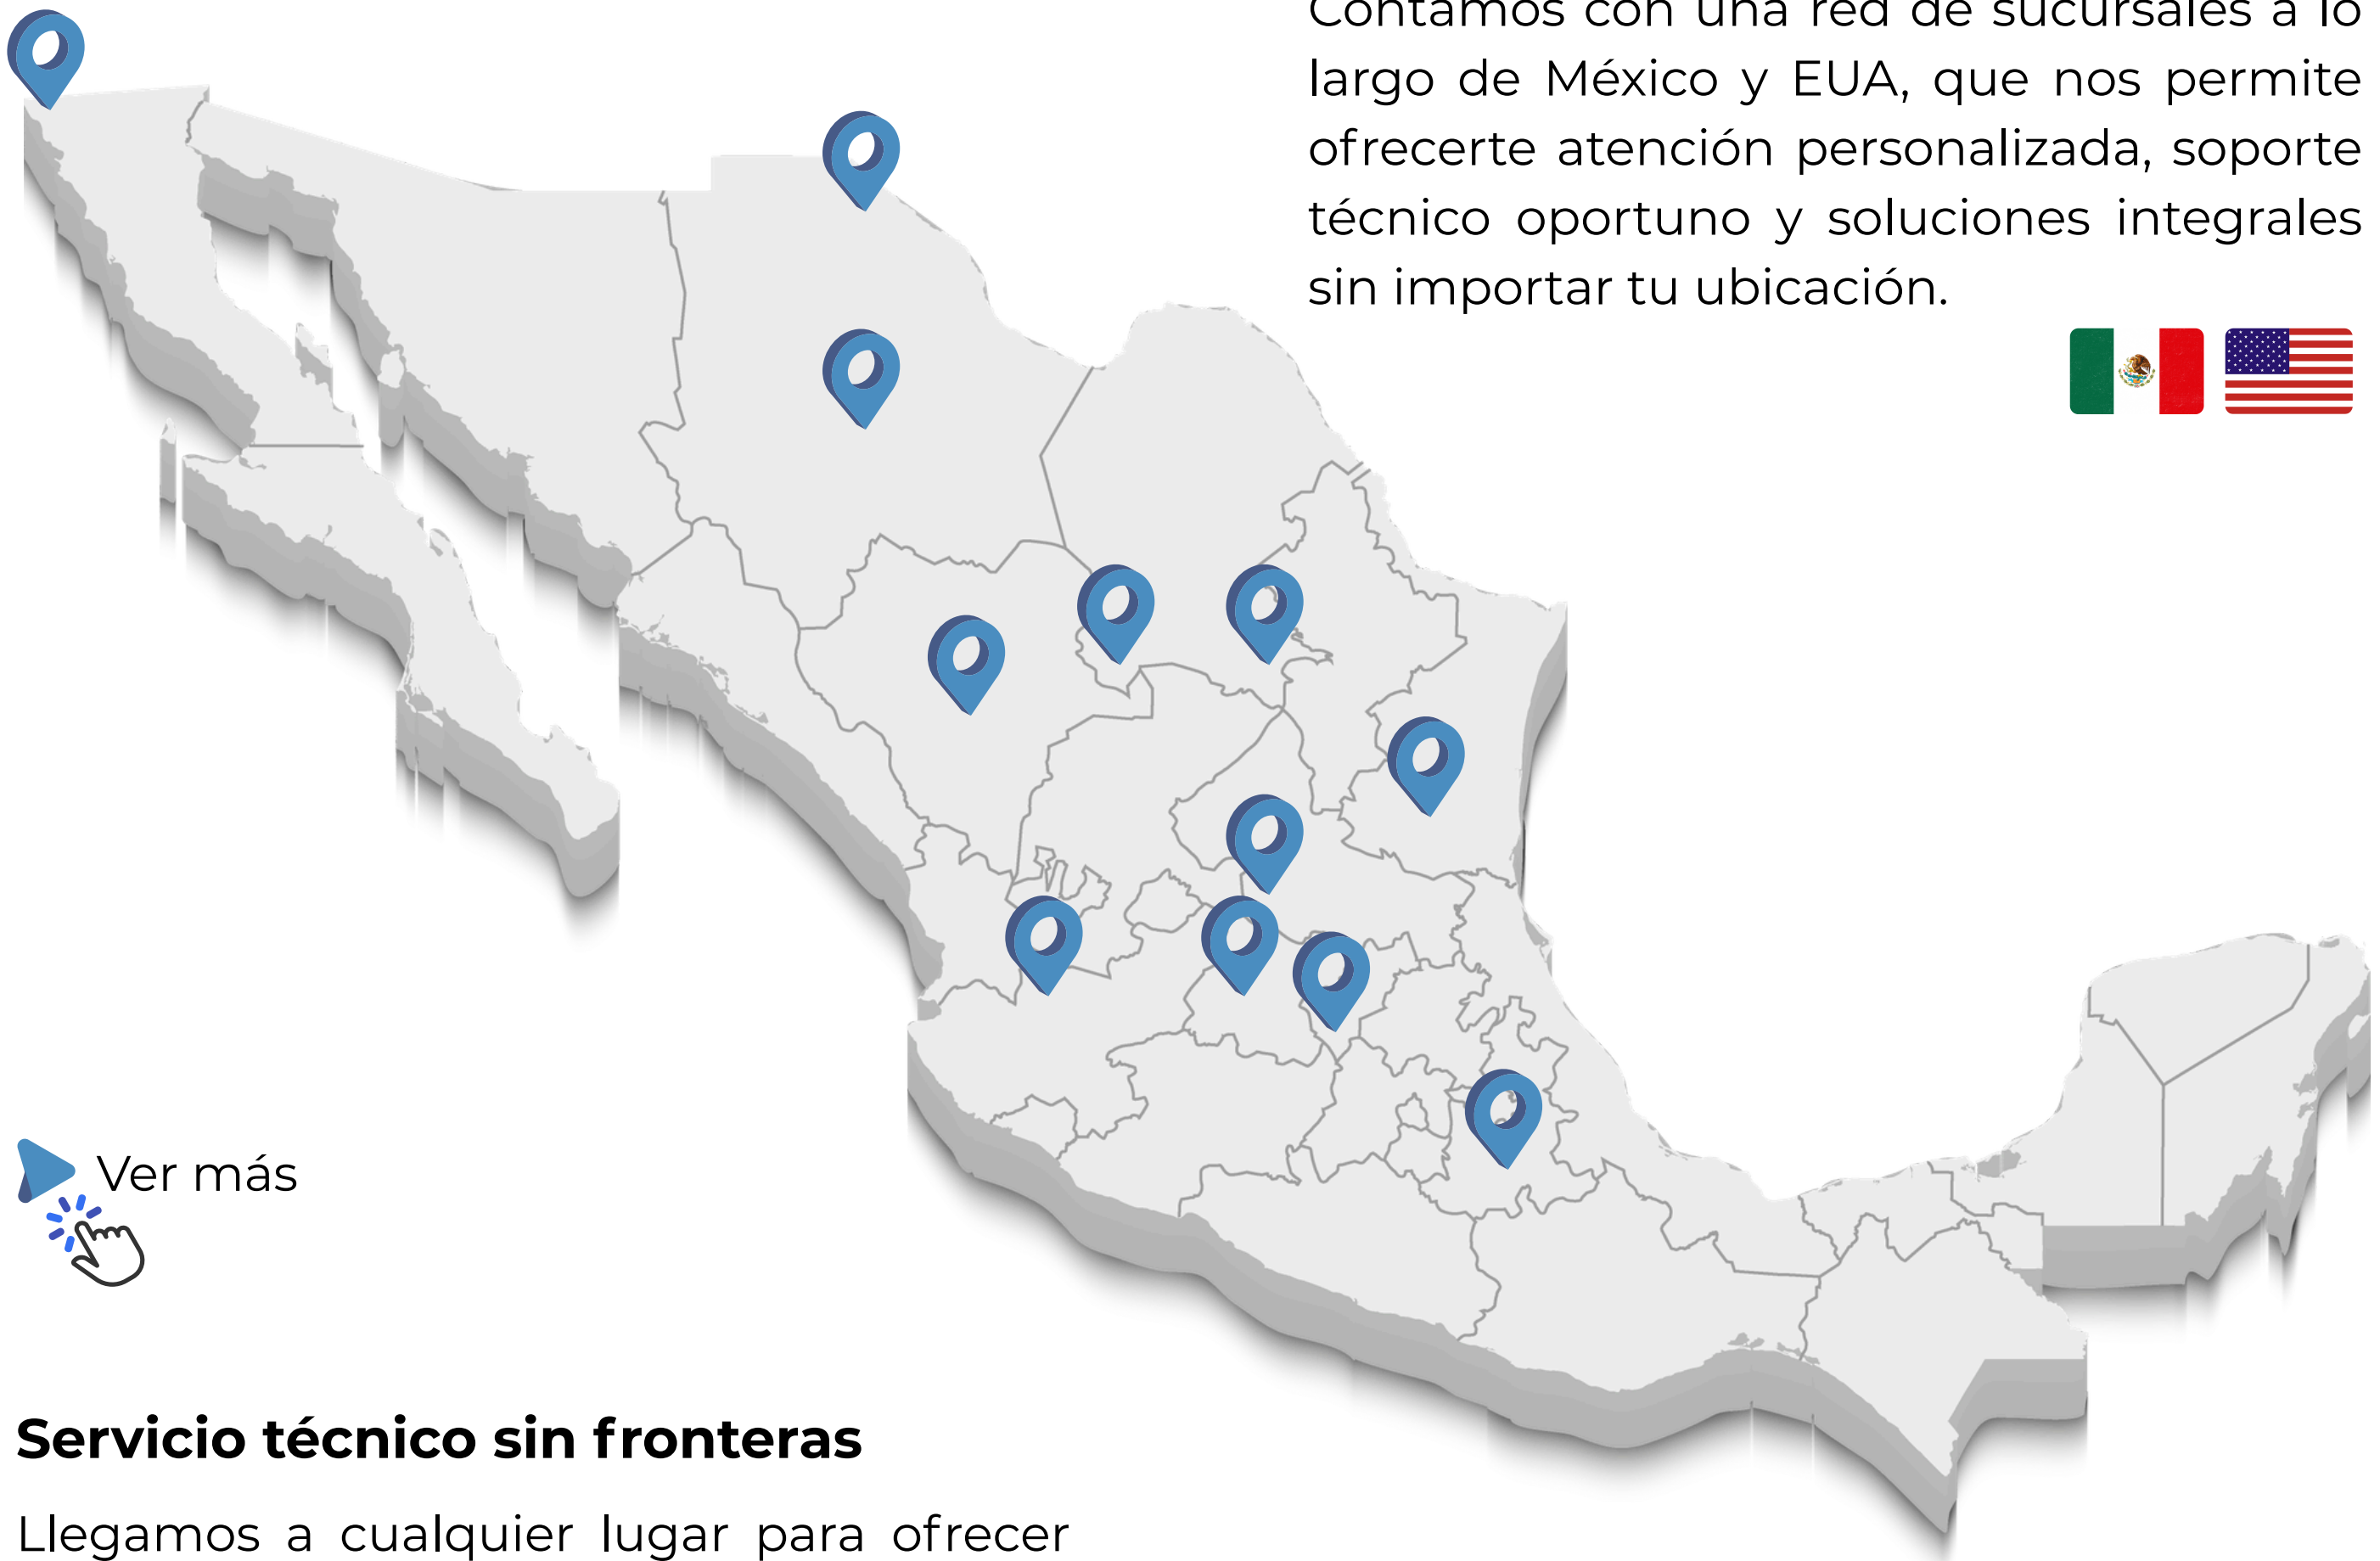 Contamos con una red de sucursales a lo
largo de México y EUA, que nos permite
ofrecerte atención personalizada, soporte
técnico oportuno y soluciones integrales
sin importar tu ubicación.
Ver más
Servicio técnico sin fronteras
Llegamos a cualquier lugar para ofrecer